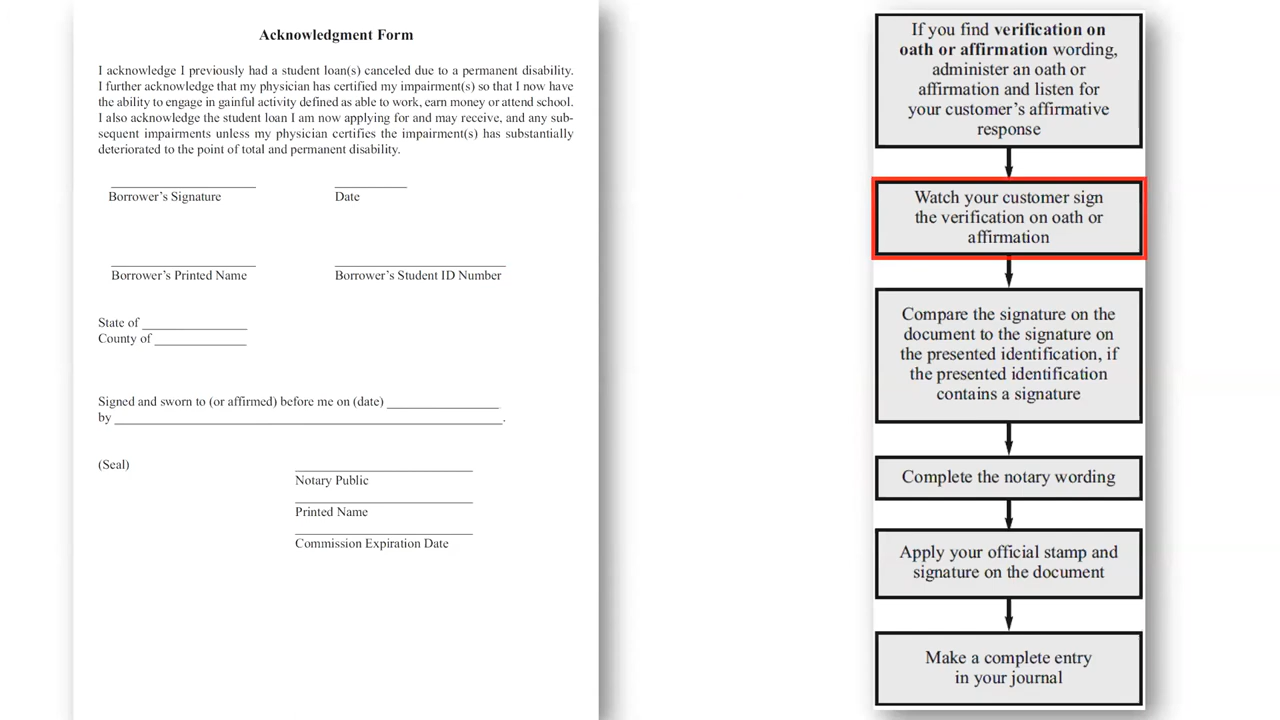 Acknowledgment Form
I acknowledge I previously had a student loan(s) canceled due to a permanent disability.
I further acknowledge that my physician has certified my impairment(s) so that I now have
the ability to engage in gainful activity defined as able to work, earn money or attend school.
I also acknowledge the student loan I am now applying for and may receive, and any sub-
sequent impairments unless my physician certifies the impairment(s) has substantially
deteriorated to the point of total and permanent disability.
Borrower’s Signature Date
Borrower’s Printed Name Borrower’s Student ID Number
State of ________________
County of ______________
Signed and sworn to (or affirmed) before me on (date) _________________
by ___________________________________________________________.
(Seal)
Notary Public
Printed Name
Commission Expiration Date
If you find verification on
oath or affirmation wording,
administer an oath or
affirmation and listen for
your customer’s affirmative
response
Watch your customer sign
the verification on oath or
affirmation
Compare the signature on the
document to the signature on
the presented identification, if
the presented identification
contains a signature
Complete the notary wording
Apply your official stamp and
signature on the document
Make a complete entry
in your journal